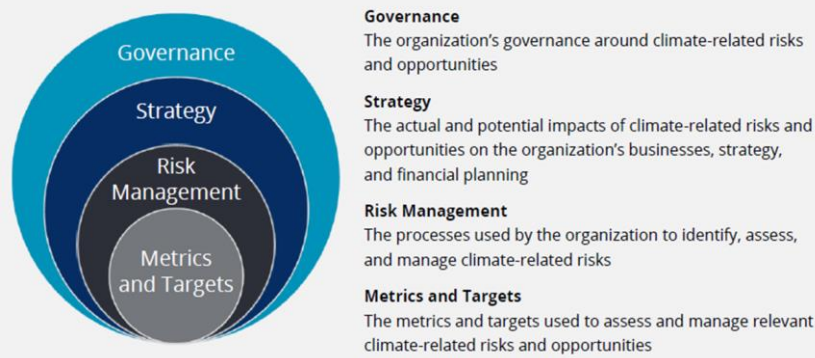 Governance
Strategy
Risk
Management
Metrics
and Targets
Governance
The organization's governance around climate-related risks
and opportunities
Strategy
The actual and potential impacts of climate-related risks and
opportunities on the organization's businesses, strategy,
and financial planning
Risk Management
The processes used by the organization to identify, assess,
and manage climate-related risks
Metrics and Targets
The metrics and targets used to assess and manage relevant
climate-related risks and opportunities